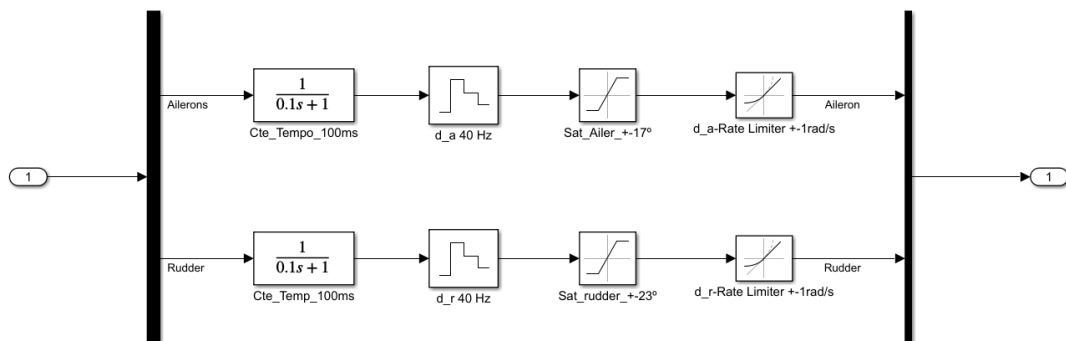 1
0.1s + 1
Ailerons
Cte_Tempo_100ms
d_a 40 Hz
Sat_Ailer_+-17º
d_a-Rate Limiter +-1rad/s
Aileron
1
1
1
0.1s + 1
Rudder
Cte_Temp_100ms
d_r 40 Hz
Sat_rudder_+-23º
d_r-Rate Limiter +-1rad/s
Rudder